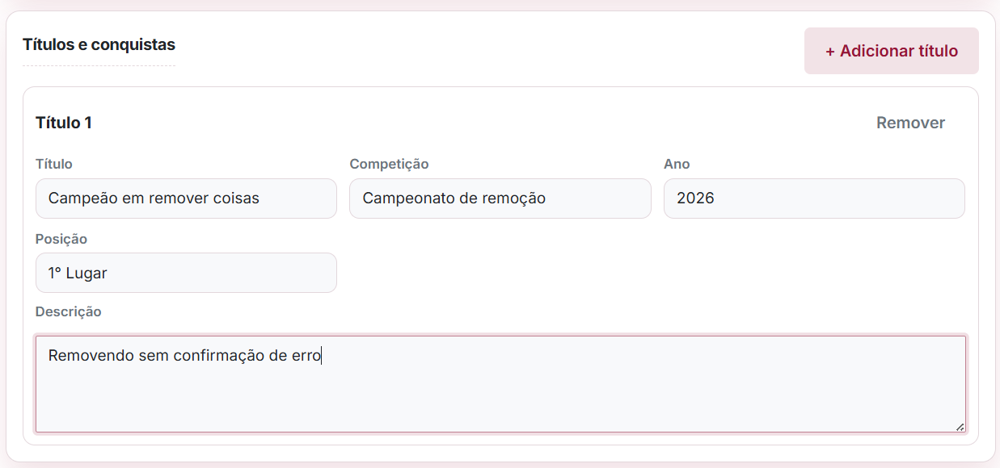 Títulos e conquistas
+ Adicionar título
Título 1
Remover
Título
Competição
Ano
Campeão em remover coisas
Campeonato de remoção
2026
Posição
1° Lugar
Descrição
Removendo sem confirmação de erro